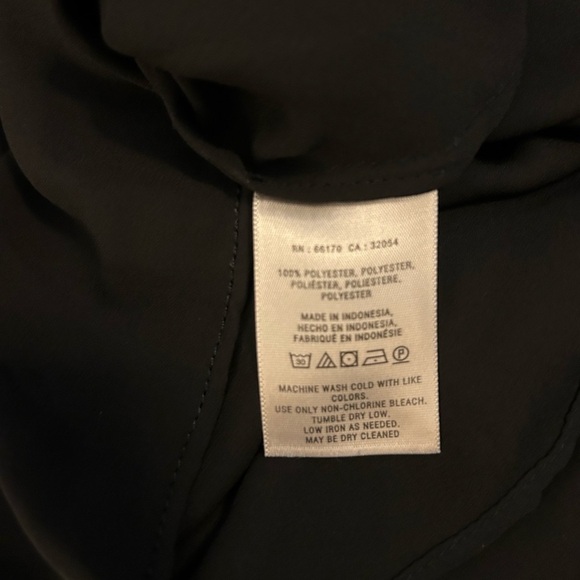 RN : 66170 CA : 32054
100% POLYESTER, POLYESTER,
POLIÉSTER, POLIESTERE,
POLYESTER
MADE IN INDONESIA,
HECHO EN INDONESIA,
FABRIQUÉ EN INDONÉSIE
30 P
MACHINE WASH COLD WITH LIKE
COLORS.
USE ONLY NON-CHLORINE BLEACH.
TUMBLE DRY LOW.
LOW IRON AS NEEDED.
MAY BE DRY CLEANED